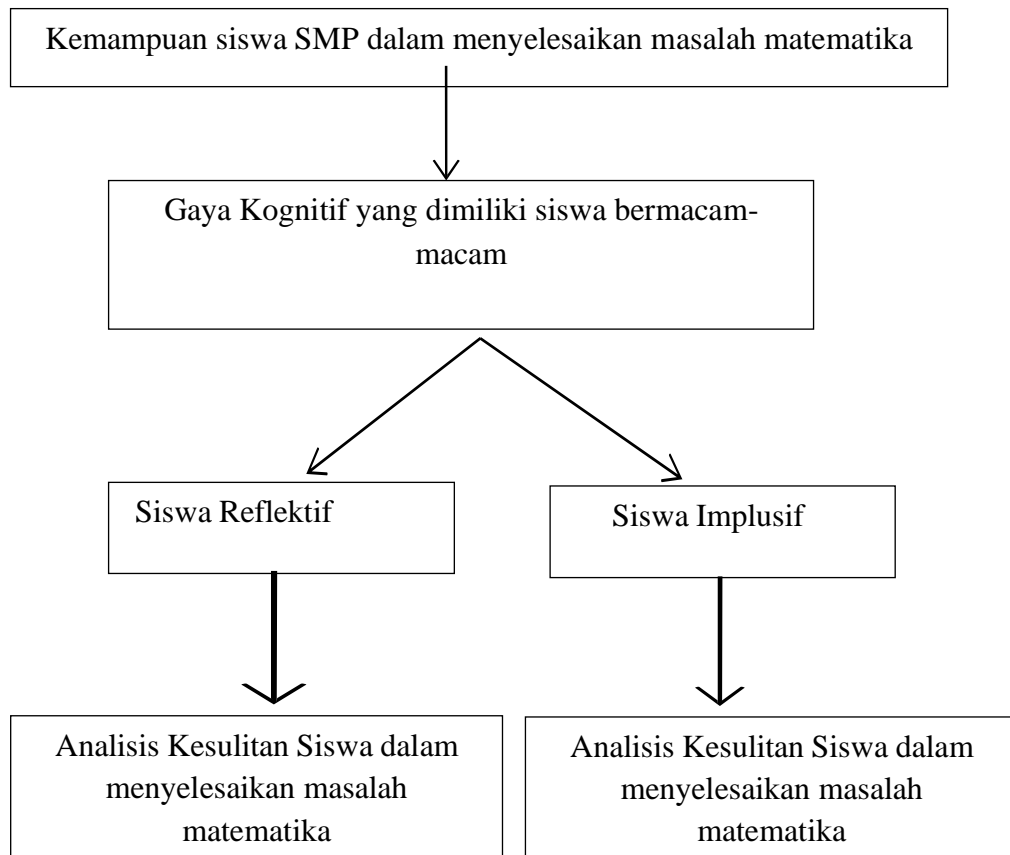 Kemampuan siswa SMP dalam menyelesaikan masalah matematika
Gaya Kognitif yang dimiliki siswa bermacam-
macam
Siswa Reflektif
Siswa Implusif
Analisis Kesulitan Siswa dalam
menyelesaikan masalah
matematika
Analisis Kesulitan Siswa dalam
menyelesaikan masalah
matematika